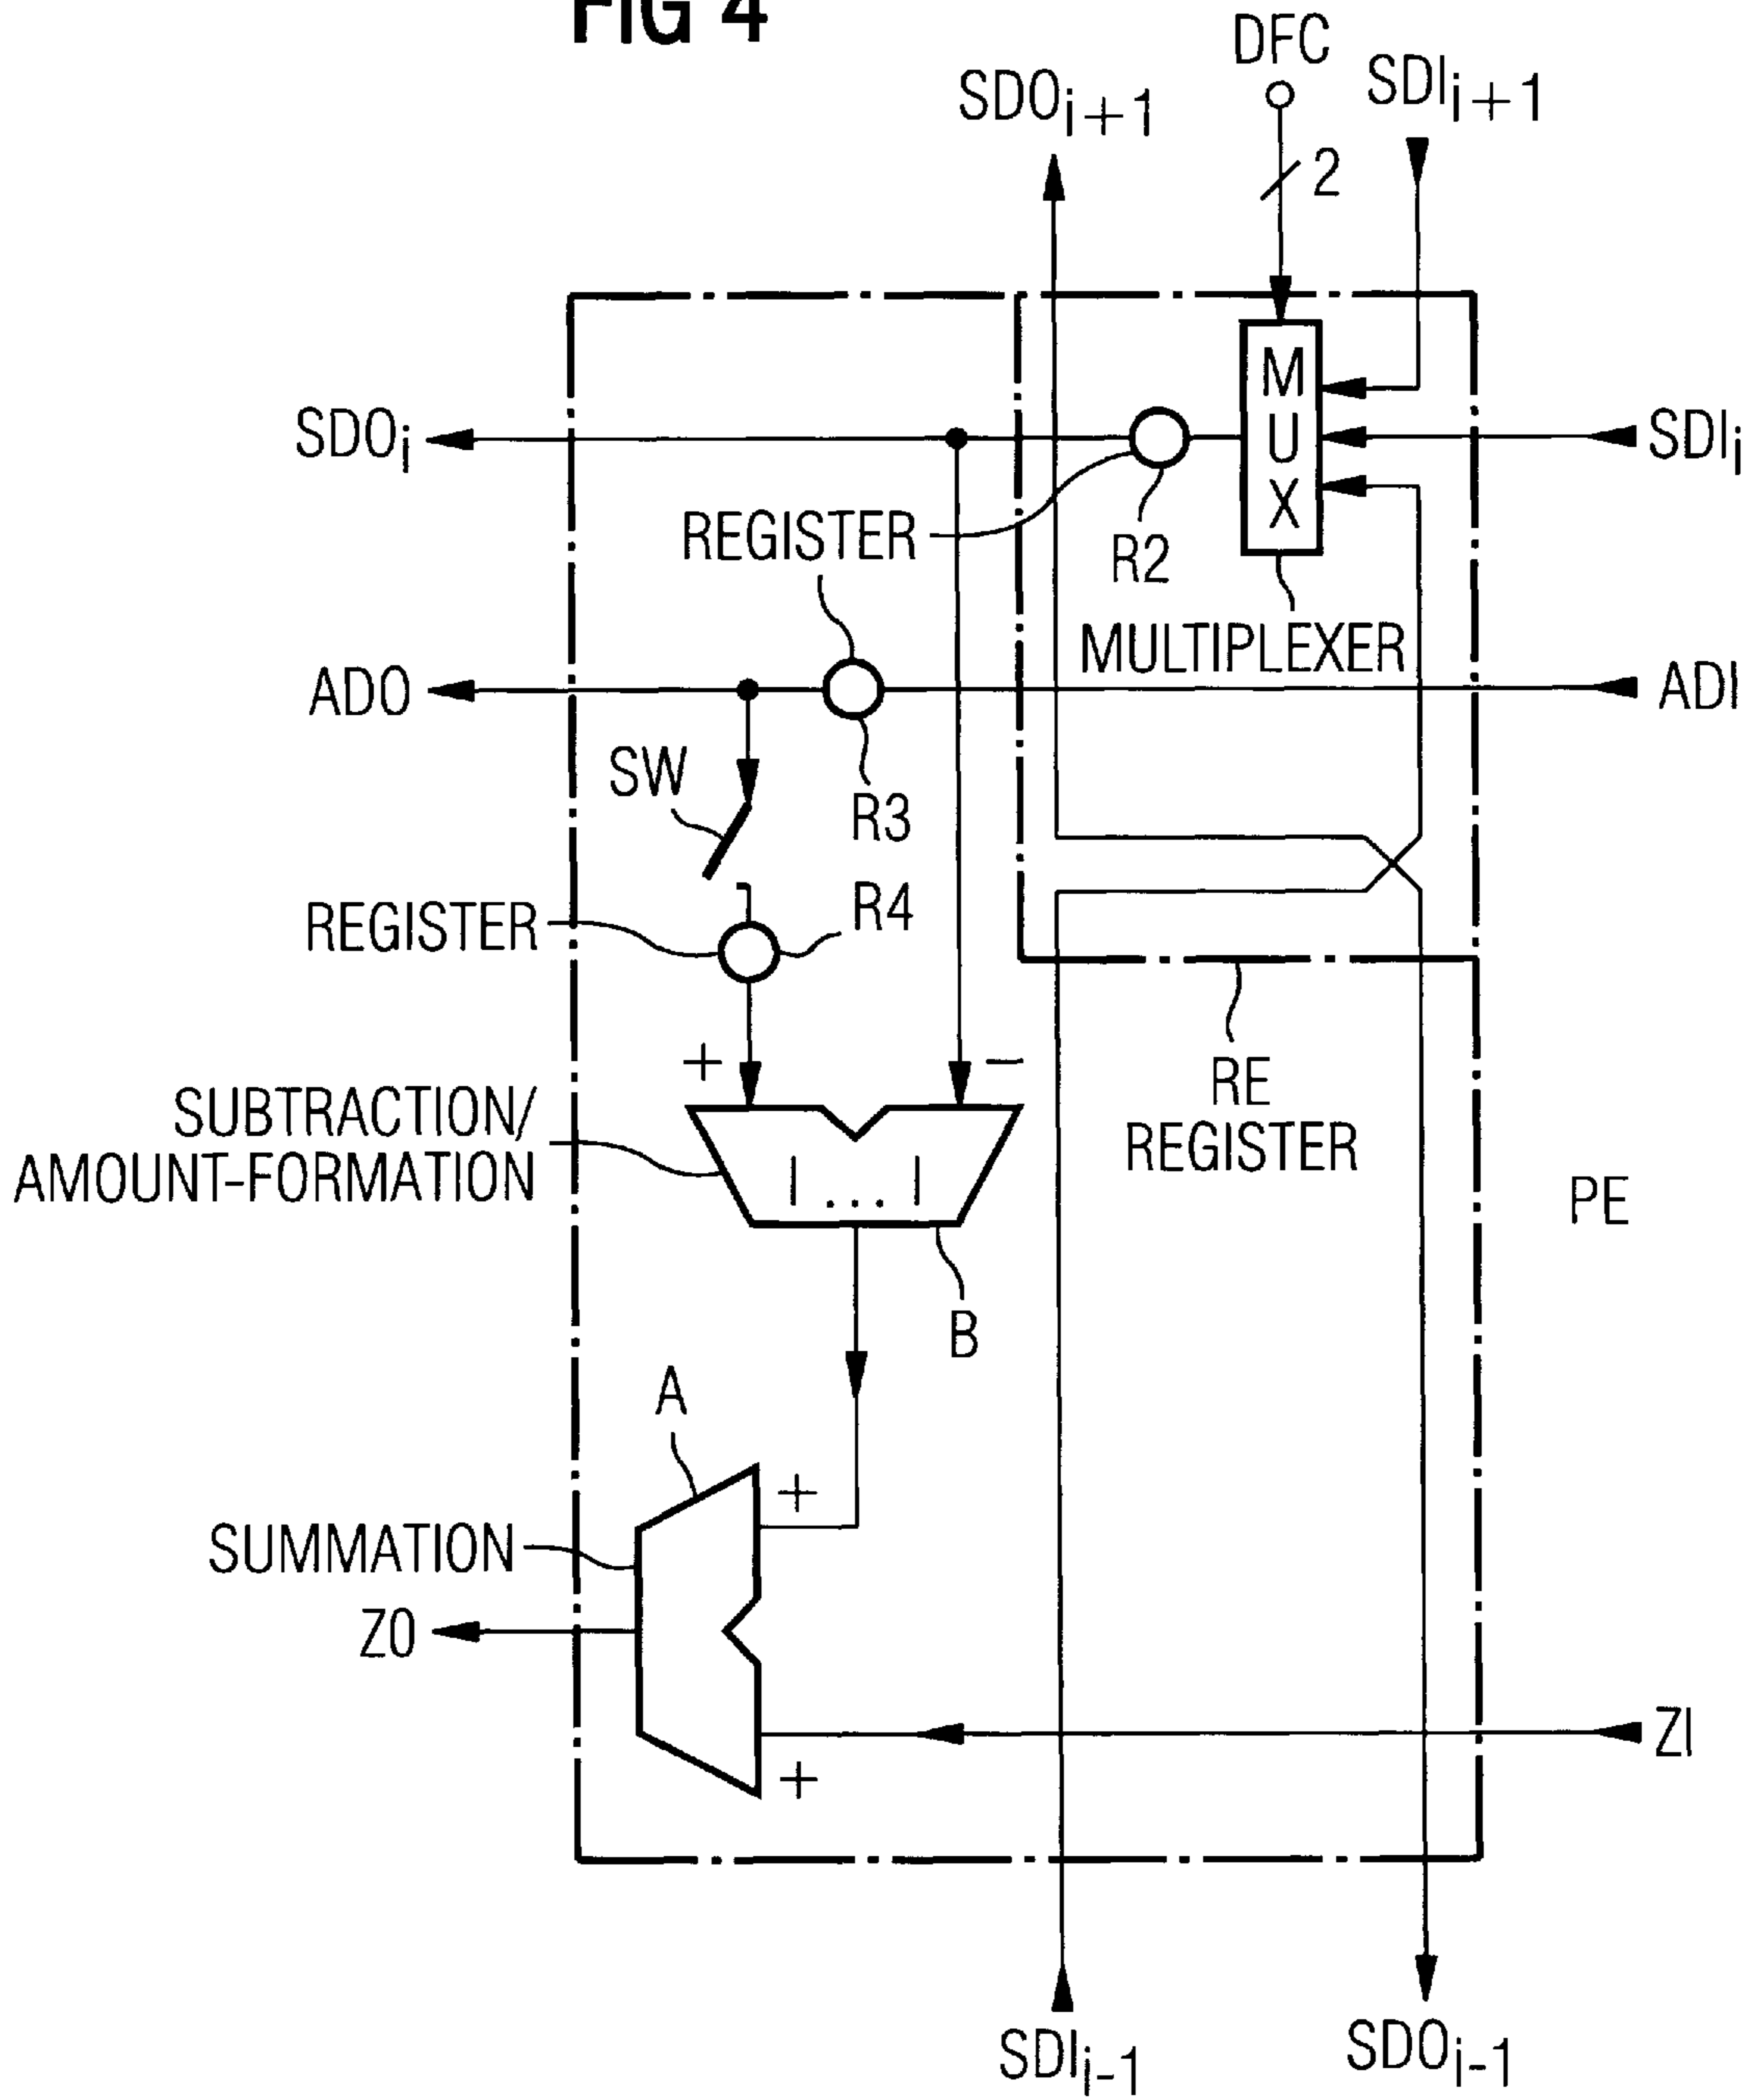 FIG 4
DFC
SDOi+1
SDIi+1
2
MUX
SDOi
SDIi
REGISTER
R2
MULTIPLEXER
ADO
ADI
SW
R3
REGISTER
R4
+
−
RE
REGISTER
SUBTRACTION/
AMOUNT-FORMATION
| ... |
PE
B
A
+
SUMMATION
ZO
ZI
+
SDIi-1
SDOi-1